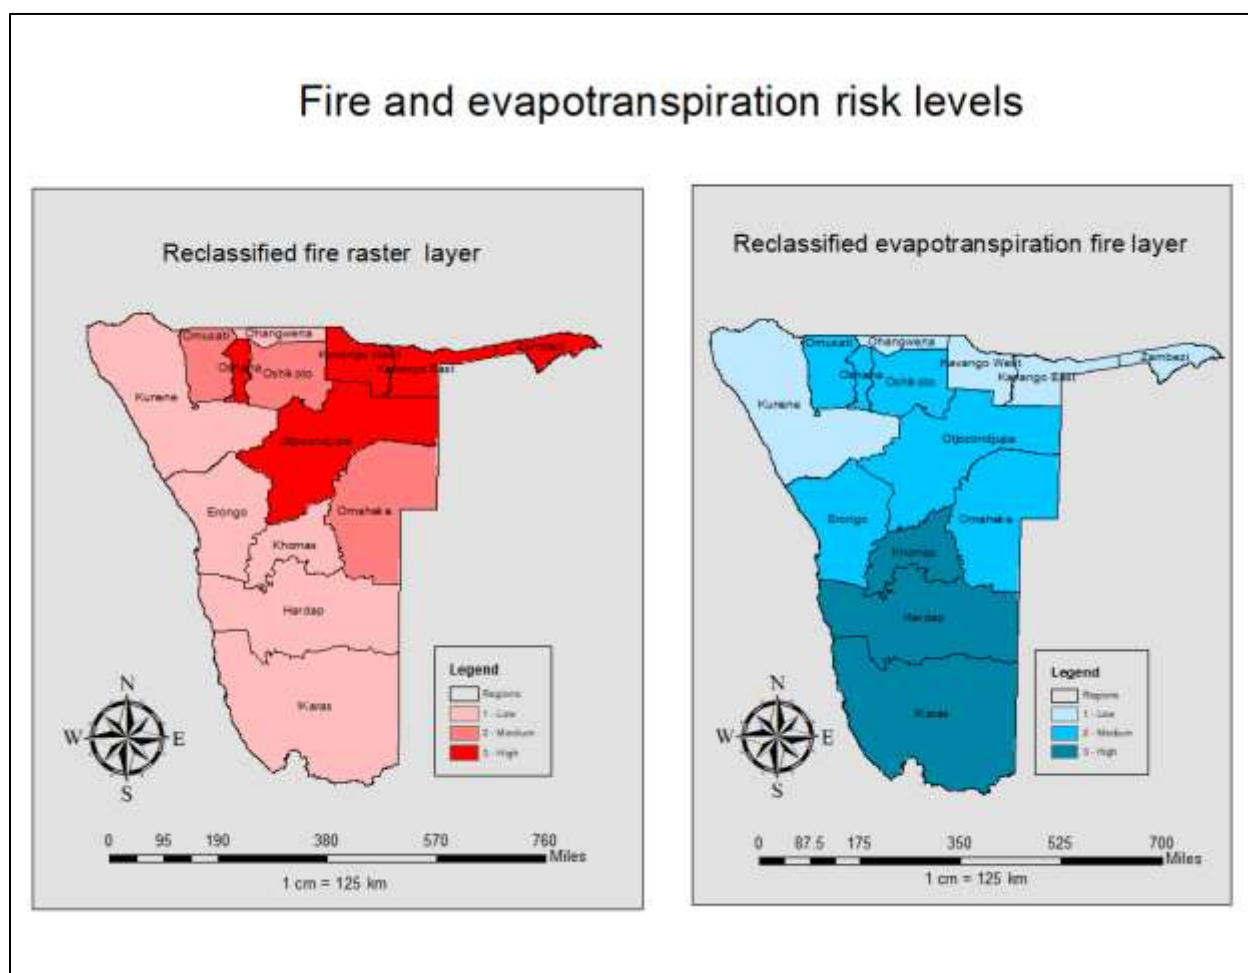 Fire and evapotranspiration risk levels
Reclassified fire raster layer
Omusati
Ohangwena
Kavango West
Zambezi
Oshana
Oshikoto
Kavango East
Kunene
Otjozondjupa
Erongo
Omaheke
Khomas
Hardap
!Karas
Legend
Regions
1 - Low
2 - Medium
3 - High
N
W
E
S
0 95 190 380 570 760
Miles
1 cm = 125 km
Reclassified evapotranspiration fire layer
Omusati
Ohangwena
Kavango West
Zambezi
Oshana
Oshikoto
Kavango East
Kunene
Otjozondjupa
Erongo
Omaheke
Khomas
Hardap
!Karas
Legend
Regions
1 - Low
2 - Medium
3 - High
N
W
E
S
0 87.5 175 350 525 700
Miles
1 cm = 125 km